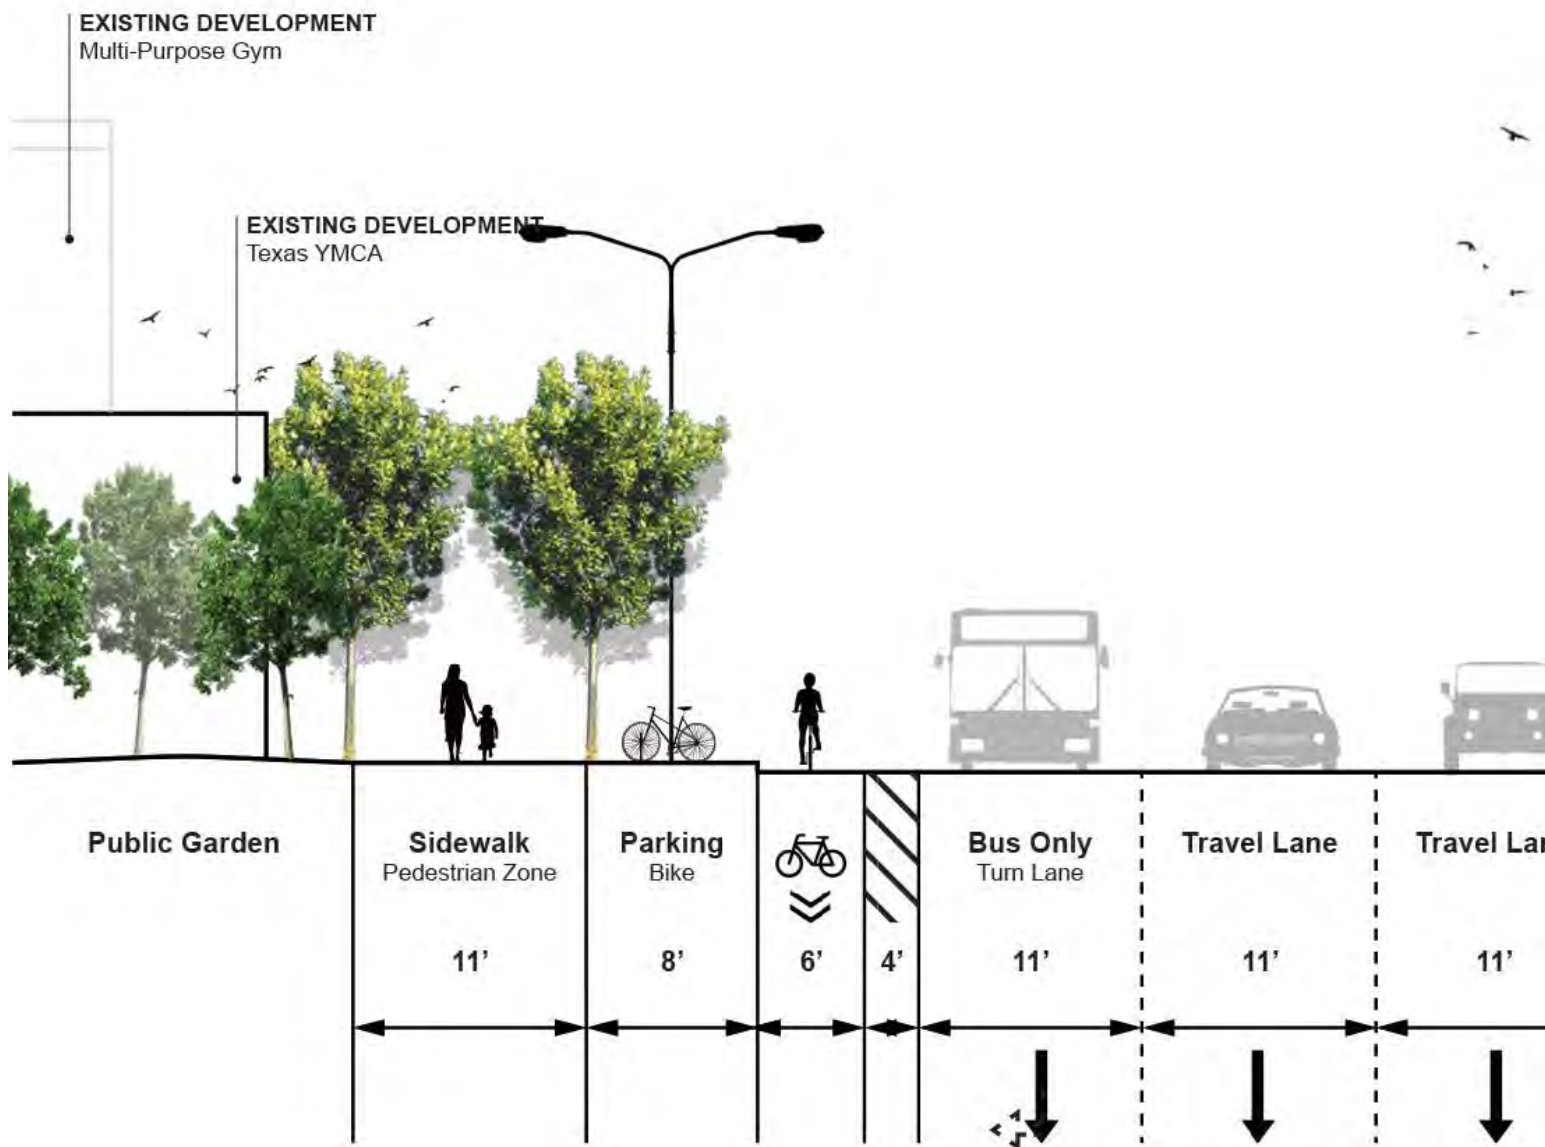 EXISTING DEVELOPMENT
Multi-Purpose Gym
EXISTING DEVELOPMENT
Texas YMCA
Public Garden
Sidewalk
Pedestrian Zone
Parking
Bike
Bus Only
Turn Lane
Travel Lane
Travel
11’
8’
6’
4’
11’
11’
11’